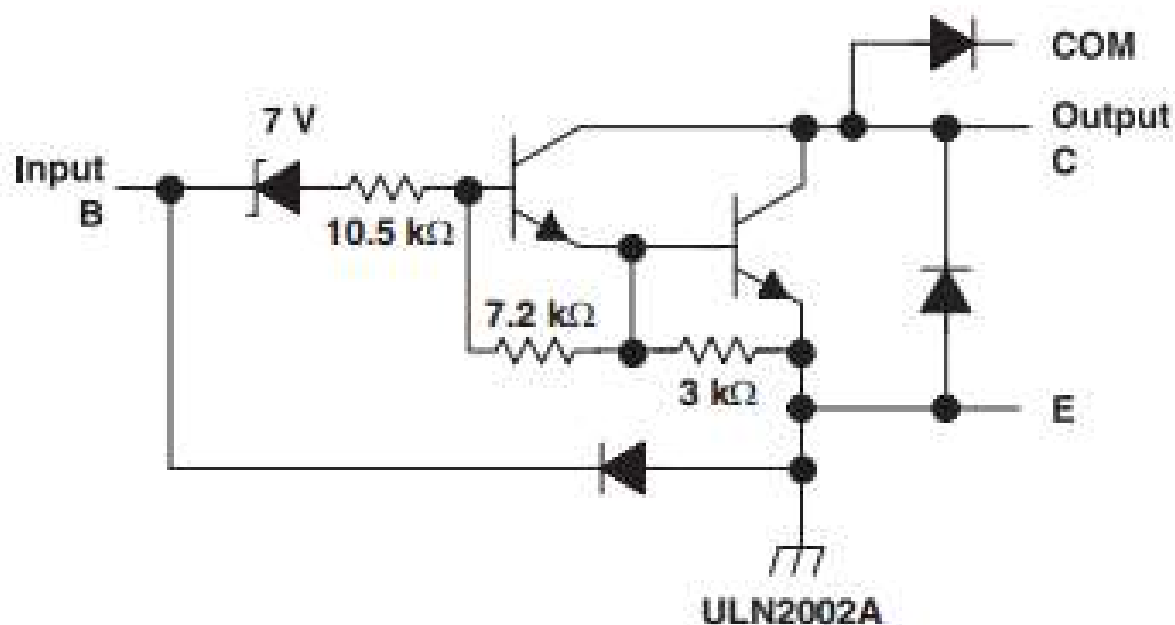 COM
7 V
Output
C
Input
B
10.5 kΩ
7.2 kΩ
3 kΩ
E
ULN2002A